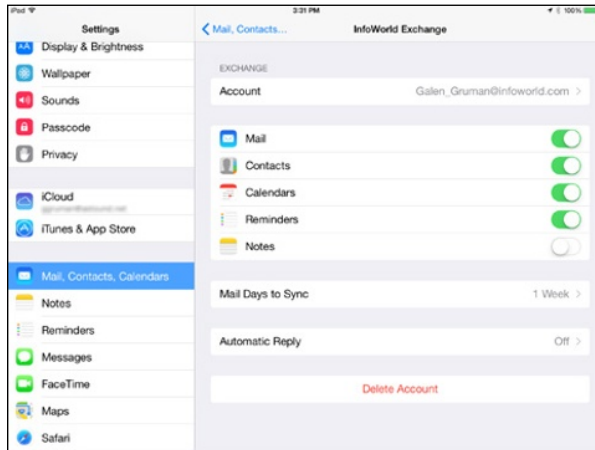 iPad
3:21 PM
100%
Settings
Display & Brightness
Wallpaper
Sounds
Passcode
Privacy
iCloud
iTunes & App Store
Mail, Contacts, Calendars
Notes
Reminders
Messages
FaceTime
Maps
Safari
Mail, Contacts...
InfoWorld Exchange
EXCHANGE
Account
Galen_Gruman@infoworld.com
Mail
Contacts
Calendars
Reminders
Notes
Mail Days to Sync
1 Week
Automatic Reply
Off
Delete Account